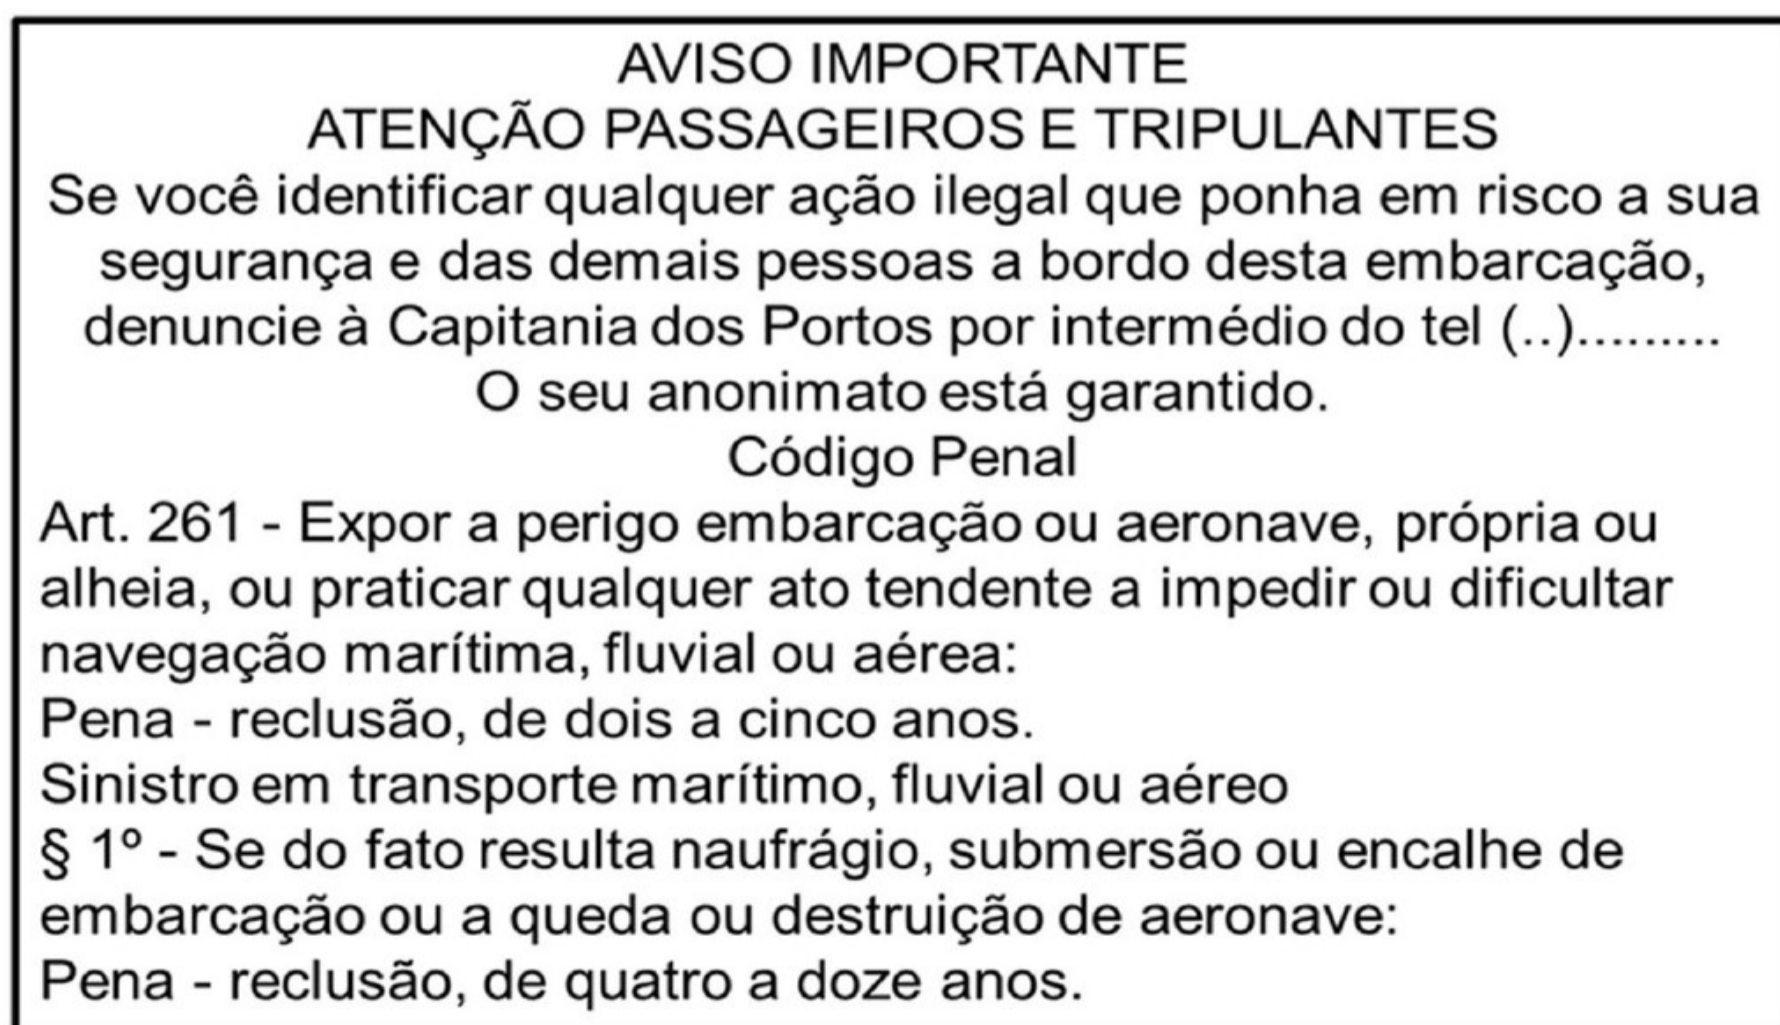 AVISO IMPORTANTE
ATENÇÃO PASSAGEIROS E TRIPULANTES
Se você identificar qualquer ação ilegal que ponha em risco a sua
segurança e das demais pessoas a bordo desta embarcação,
denuncie à Capitania dos Portos por intermédio do tel (..).........
O seu anonimato está garantido.
Código Penal
Art. 261 - Expor a perigo embarcação ou aeronave, própria ou
alheia, ou praticar qualquer ato tendente a impedir ou dificultar
navegação marítima, fluvial ou aérea:
Pena - reclusão, de dois a cinco anos.
Sinistro em transporte marítimo, fluvial ou aéreo
§ 1º - Se do fato resulta naufrágio, submersão ou encalhe de
embarcação ou a queda ou destruição de aeronave:
Pena - reclusão, de quatro a doze anos.